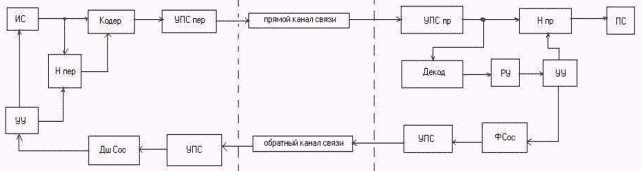 ИС
Кодер
УПС пер
прямой канал связи
УПС пр
Н пр
ПС
Н пер
Декод
РУ
УУ
УУ
ДшСос
УПС
обратный канал связи
УПС
ФСос